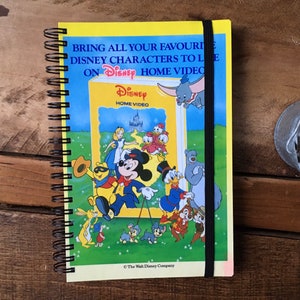 BRING ALL YOUR FAVOURITE
DISNEY CHARACTERS TO LIFE
ON Disney HOME VIDEO
Disney
HOME VIDEO
© The Walt Disney Company